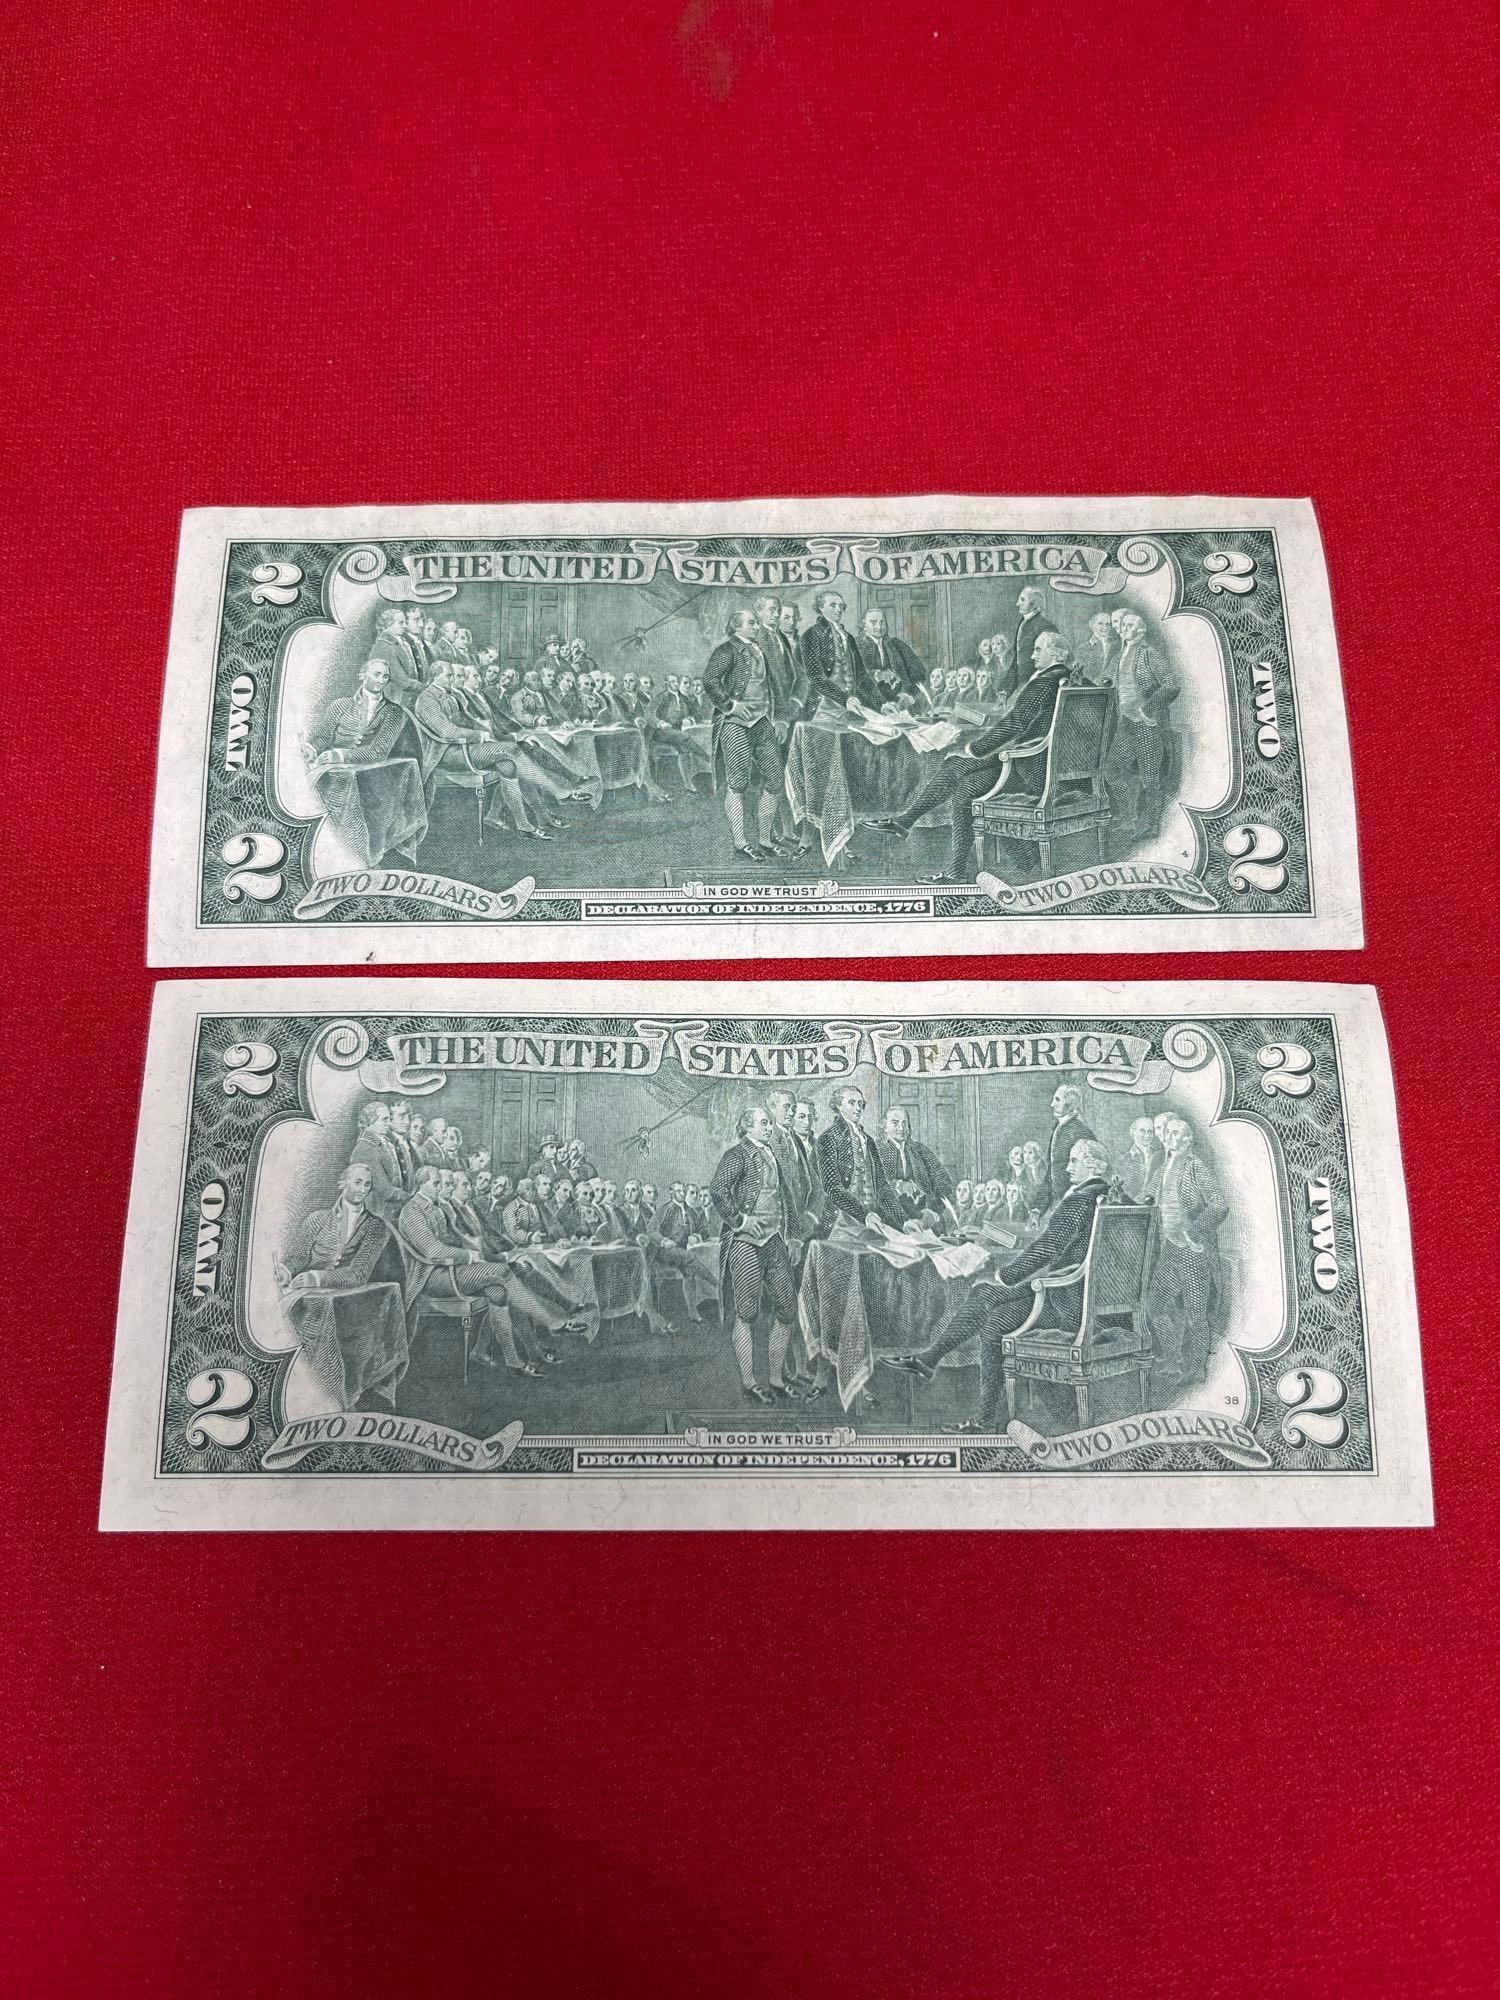 THE UNITED STATES OF AMERICA
2 2
TWO TWO
4
2 2
TWO DOLLARS IN GOD WE TRUST TWO DOLLARS
DECLARATION OF INDEPENDENCE, 1776
THE UNITED STATES OF AMERICA
2 2
TWO TWO
38
2 2
TWO DOLLARS IN GOD WE TRUST TWO DOLLARS
DECLARATION OF INDEPENDENCE, 1776